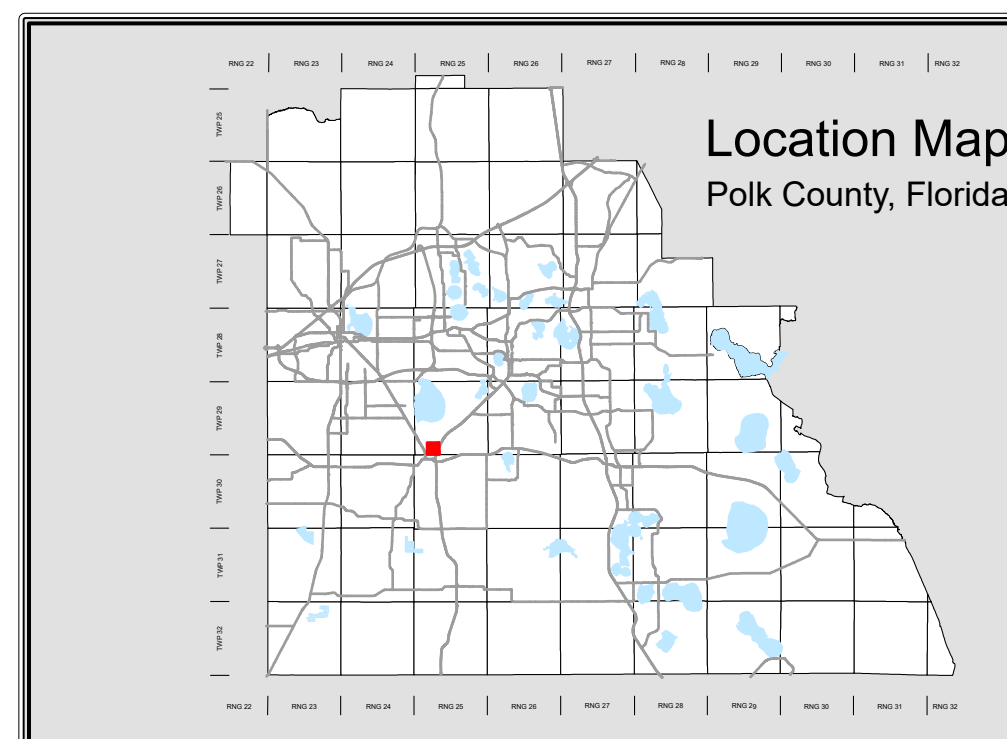 RNG 22 RNG 23 RNG 24 RNG 25 RNG 26 RNG 27 RNG 28 RNG 29 RNG 30 RNG 31 RNG 32
Location Map
Polk County, Florida
TWP 25
TWP 26
TWP 27
TWP 28
TWP 29
TWP 30
TWP 31
TWP 32
RNG 22 RNG 23 RNG 24 RNG 25 RNG 26 RNG 27 RNG 28 RNG 29 RNG 30 RNG 31 RNG 32